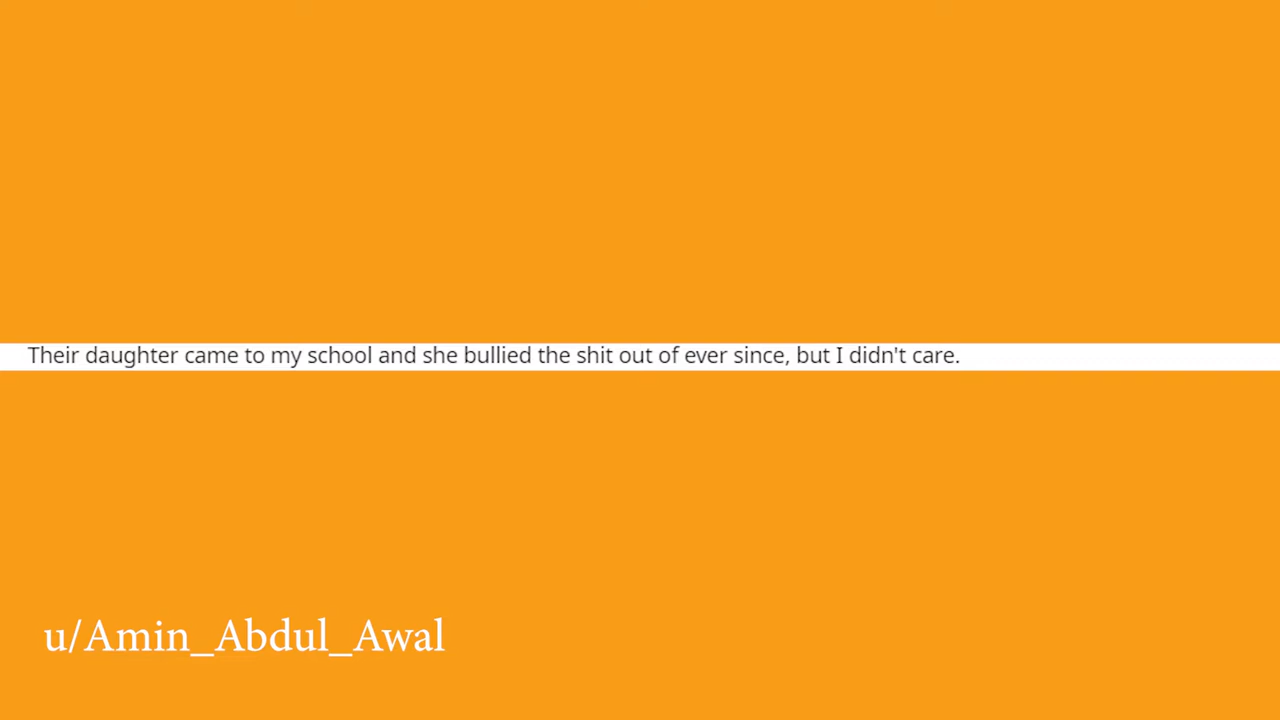 Their daughter came to my school and she bullied the shit out of ever since, but I didn't care.
u/Amin_Abdul_Awal